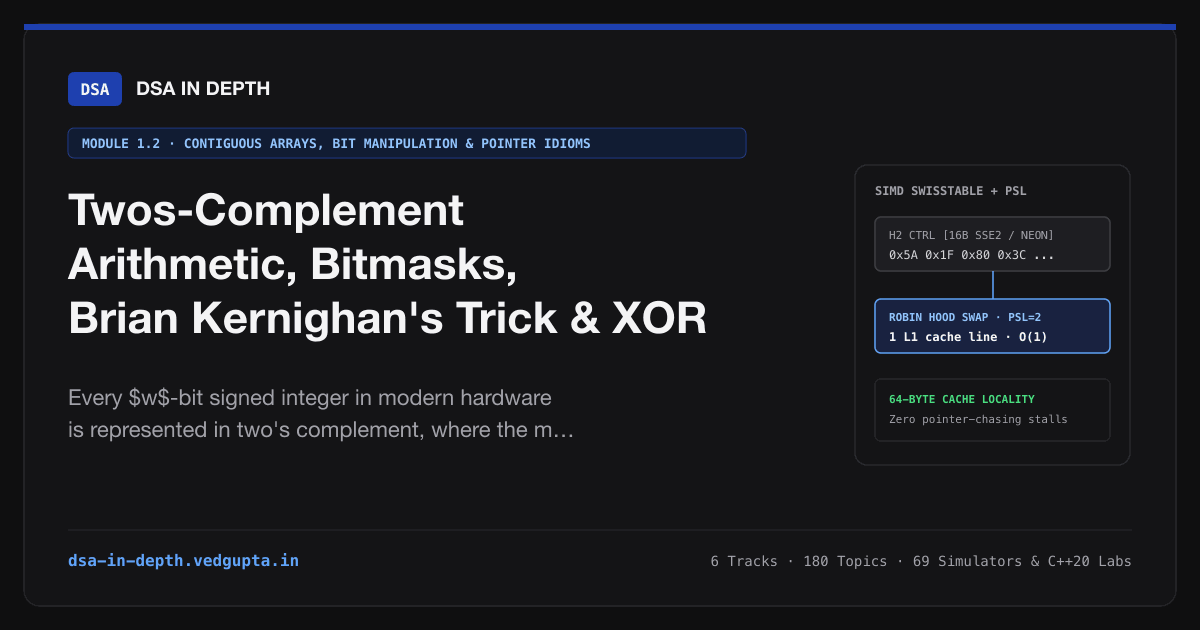 DSA
DSA IN DEPTH
MODULE 1.2 · CONTIGUOUS ARRAYS, BIT MANIPULATION & POINTER IDIOMS
Twos-Complement
Arithmetic, Bitmasks,
Brian Kernighan's Trick & XOR
Every $w$-bit signed integer in modern hardware
is represented in two's complement, where the m…
SIMD SWISSTABLE + PSL
H2 CTRL [16B SSE2 / NEON]
0x5A 0x1F 0x80 0x3C ...
ROBIN HOOD SWAP · PSL=2
1 L1 cache line · O(1)
64-BYTE CACHE LOCALITY
Zero pointer-chasing stalls
dsa-in-depth.vedgupta.in
6 Tracks · 180 Topics · 69 Simulators & C++20 Labs